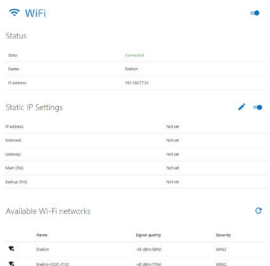 WiFi
Status
State Connected
Name Enelion
IP address
Static IP Settings
IP address Not set
Gateway Not set
Gateway Not set
Main DNS Not set
Backup DNS Not set
Available Wi-Fi networks
Name Signal quality Security
Enelion WPA2
WPA2